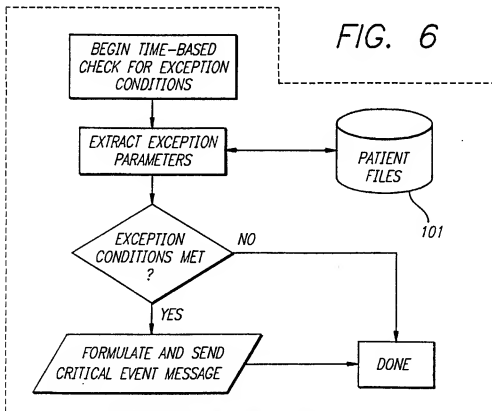 FIG. 6
BEGIN TIME-BASED
CHECK FOR EXCEPTION
CONDITIONS
EXTRACT EXCEPTION
PARAMETERS
PATIENT
FILES
101
EXCEPTION
CONDITIONS MET
?
NO
YES
FORMULATE AND SEND
CRITICAL EVENT MESSAGE
DONE